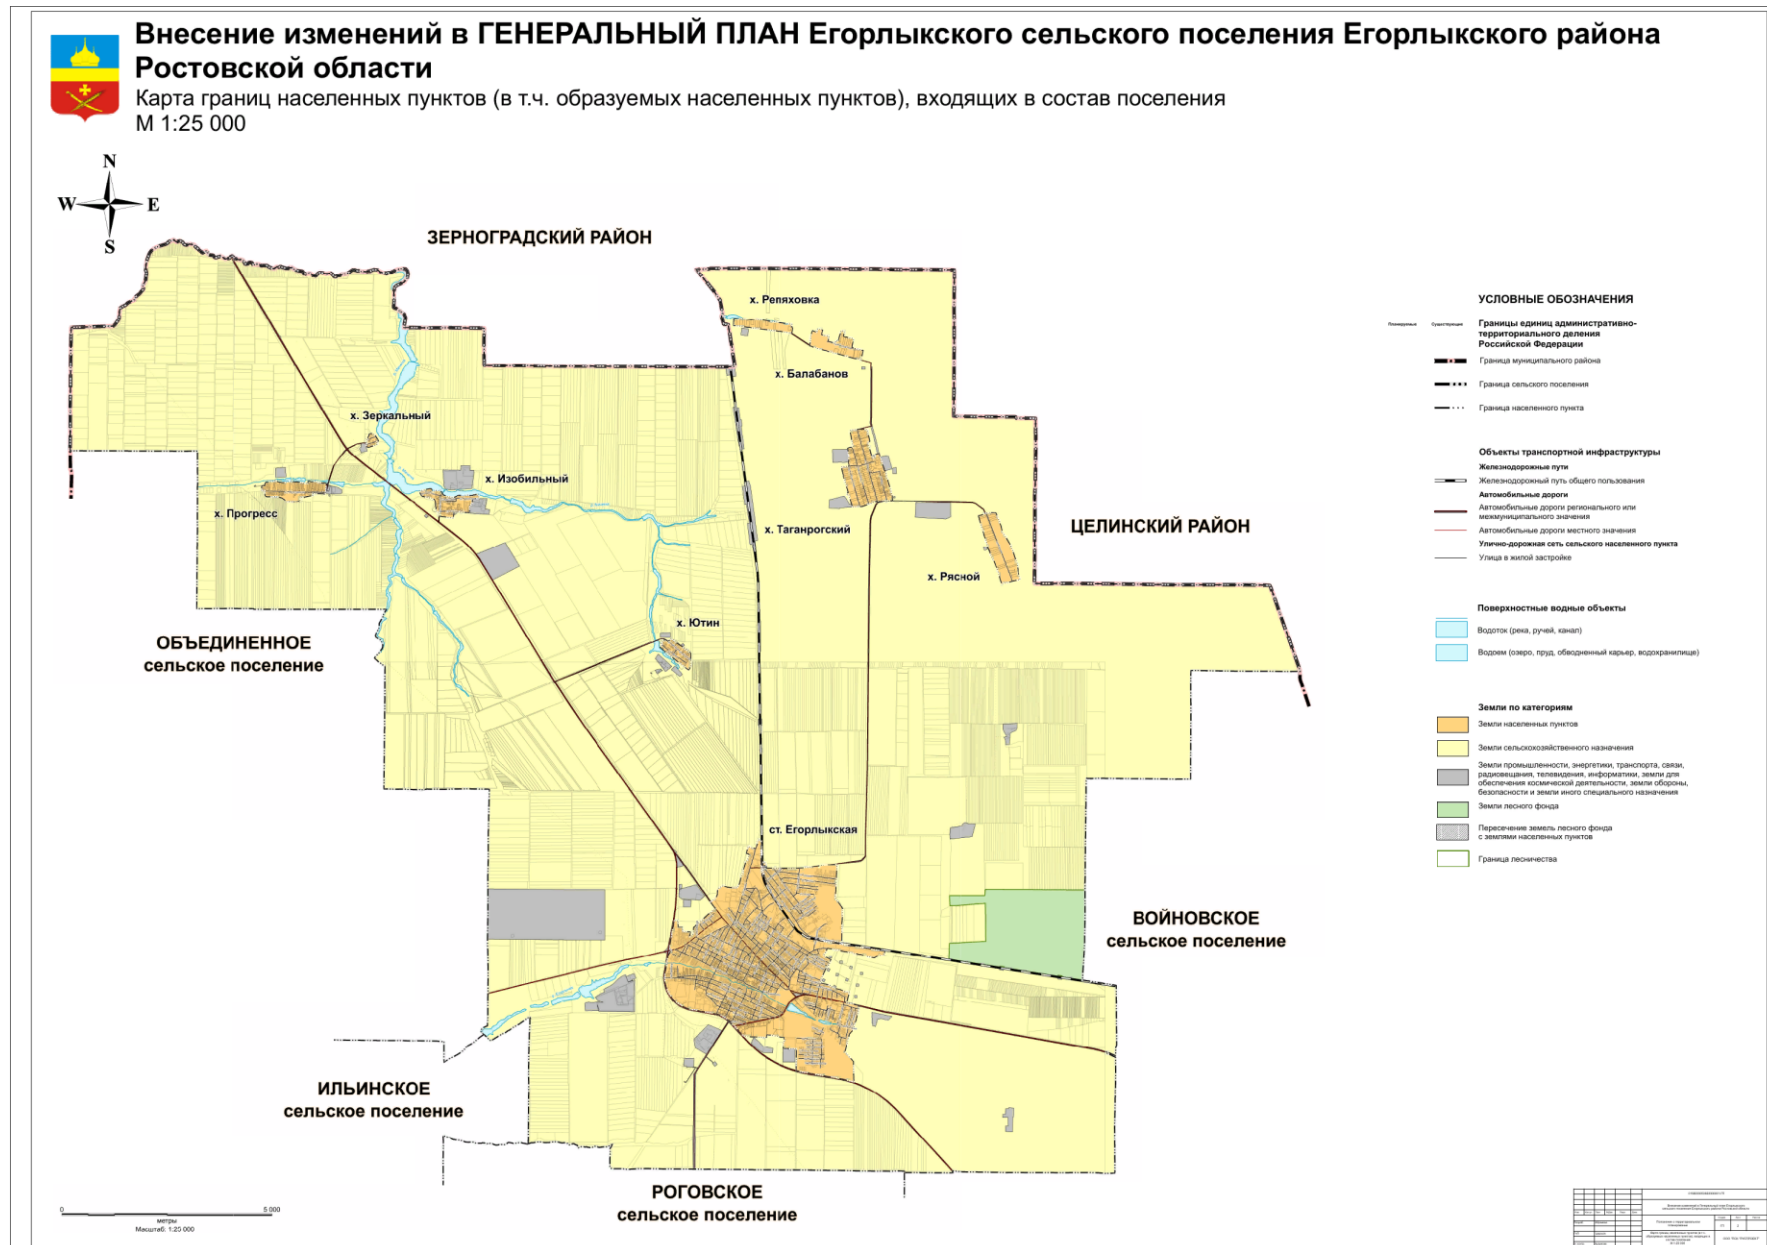 Внесение изменений в ГЕНЕРАЛЬНЫЙ ПЛАН Егорлыкского сельского поселения Егорлыкского района
Ростовской области
Карта границ населенных пунктов (в т.ч. образуемых населенных пунктов), входящих в состав поселения
М 1:25 000
N
W E
S
ЗЕРНОГРАДСКИЙ РАЙОН
х. Репяховка
х. Балабанов
х. Зеркальный
х. Изобильный
х. Прогресс
х. Таганрогский
ЦЕЛИНСКИЙ РАЙОН
х. Рясной
х. Ютин
ОБЪЕДИНЕННОЕ
сельское поселение
ст. Егорлыкская
ВОЙНОВСКОЕ
сельское поселение
ИЛЬИНСКОЕ
сельское поселение
РОГОВСКОЕ
сельское поселение
0 5 000
метры
Масштаб: 1:25 000
УСЛОВНЫЕ ОБОЗНАЧЕНИЯ
Планируемые Существующие
Границы единиц административно-
территориального деления
Российской Федерации
Граница муниципального района
Граница сельского поселения
Граница населенного пункта
Объекты транспортной инфраструктуры
Железнодорожные пути
Железнодорожный путь общего пользования
Автомобильные дороги
Автомобильные дороги регионального или
межмуниципального значения
Автомобильные дороги местного значения
Улично-дорожная сеть сельского населенного пункта
Улица в жилой застройке
Поверхностные водные объекты
Водоток (река, ручей, канал)
Водоем (озеро, пруд, обводненный карьер, водохранилище)
Земли по категориям
Земли населенных пунктов
Земли сельскохозяйственного назначения
Земли промышленности, энергетики, транспорта, связи,
радиовещания, телевидения, информатики, земли для
обеспечения космической деятельности, земли обороны,
безопасности и земли иного специального назначения
Земли лесного фонда
Пересечение земель лесного фонда
с землями населенных пунктов
Граница лесничества